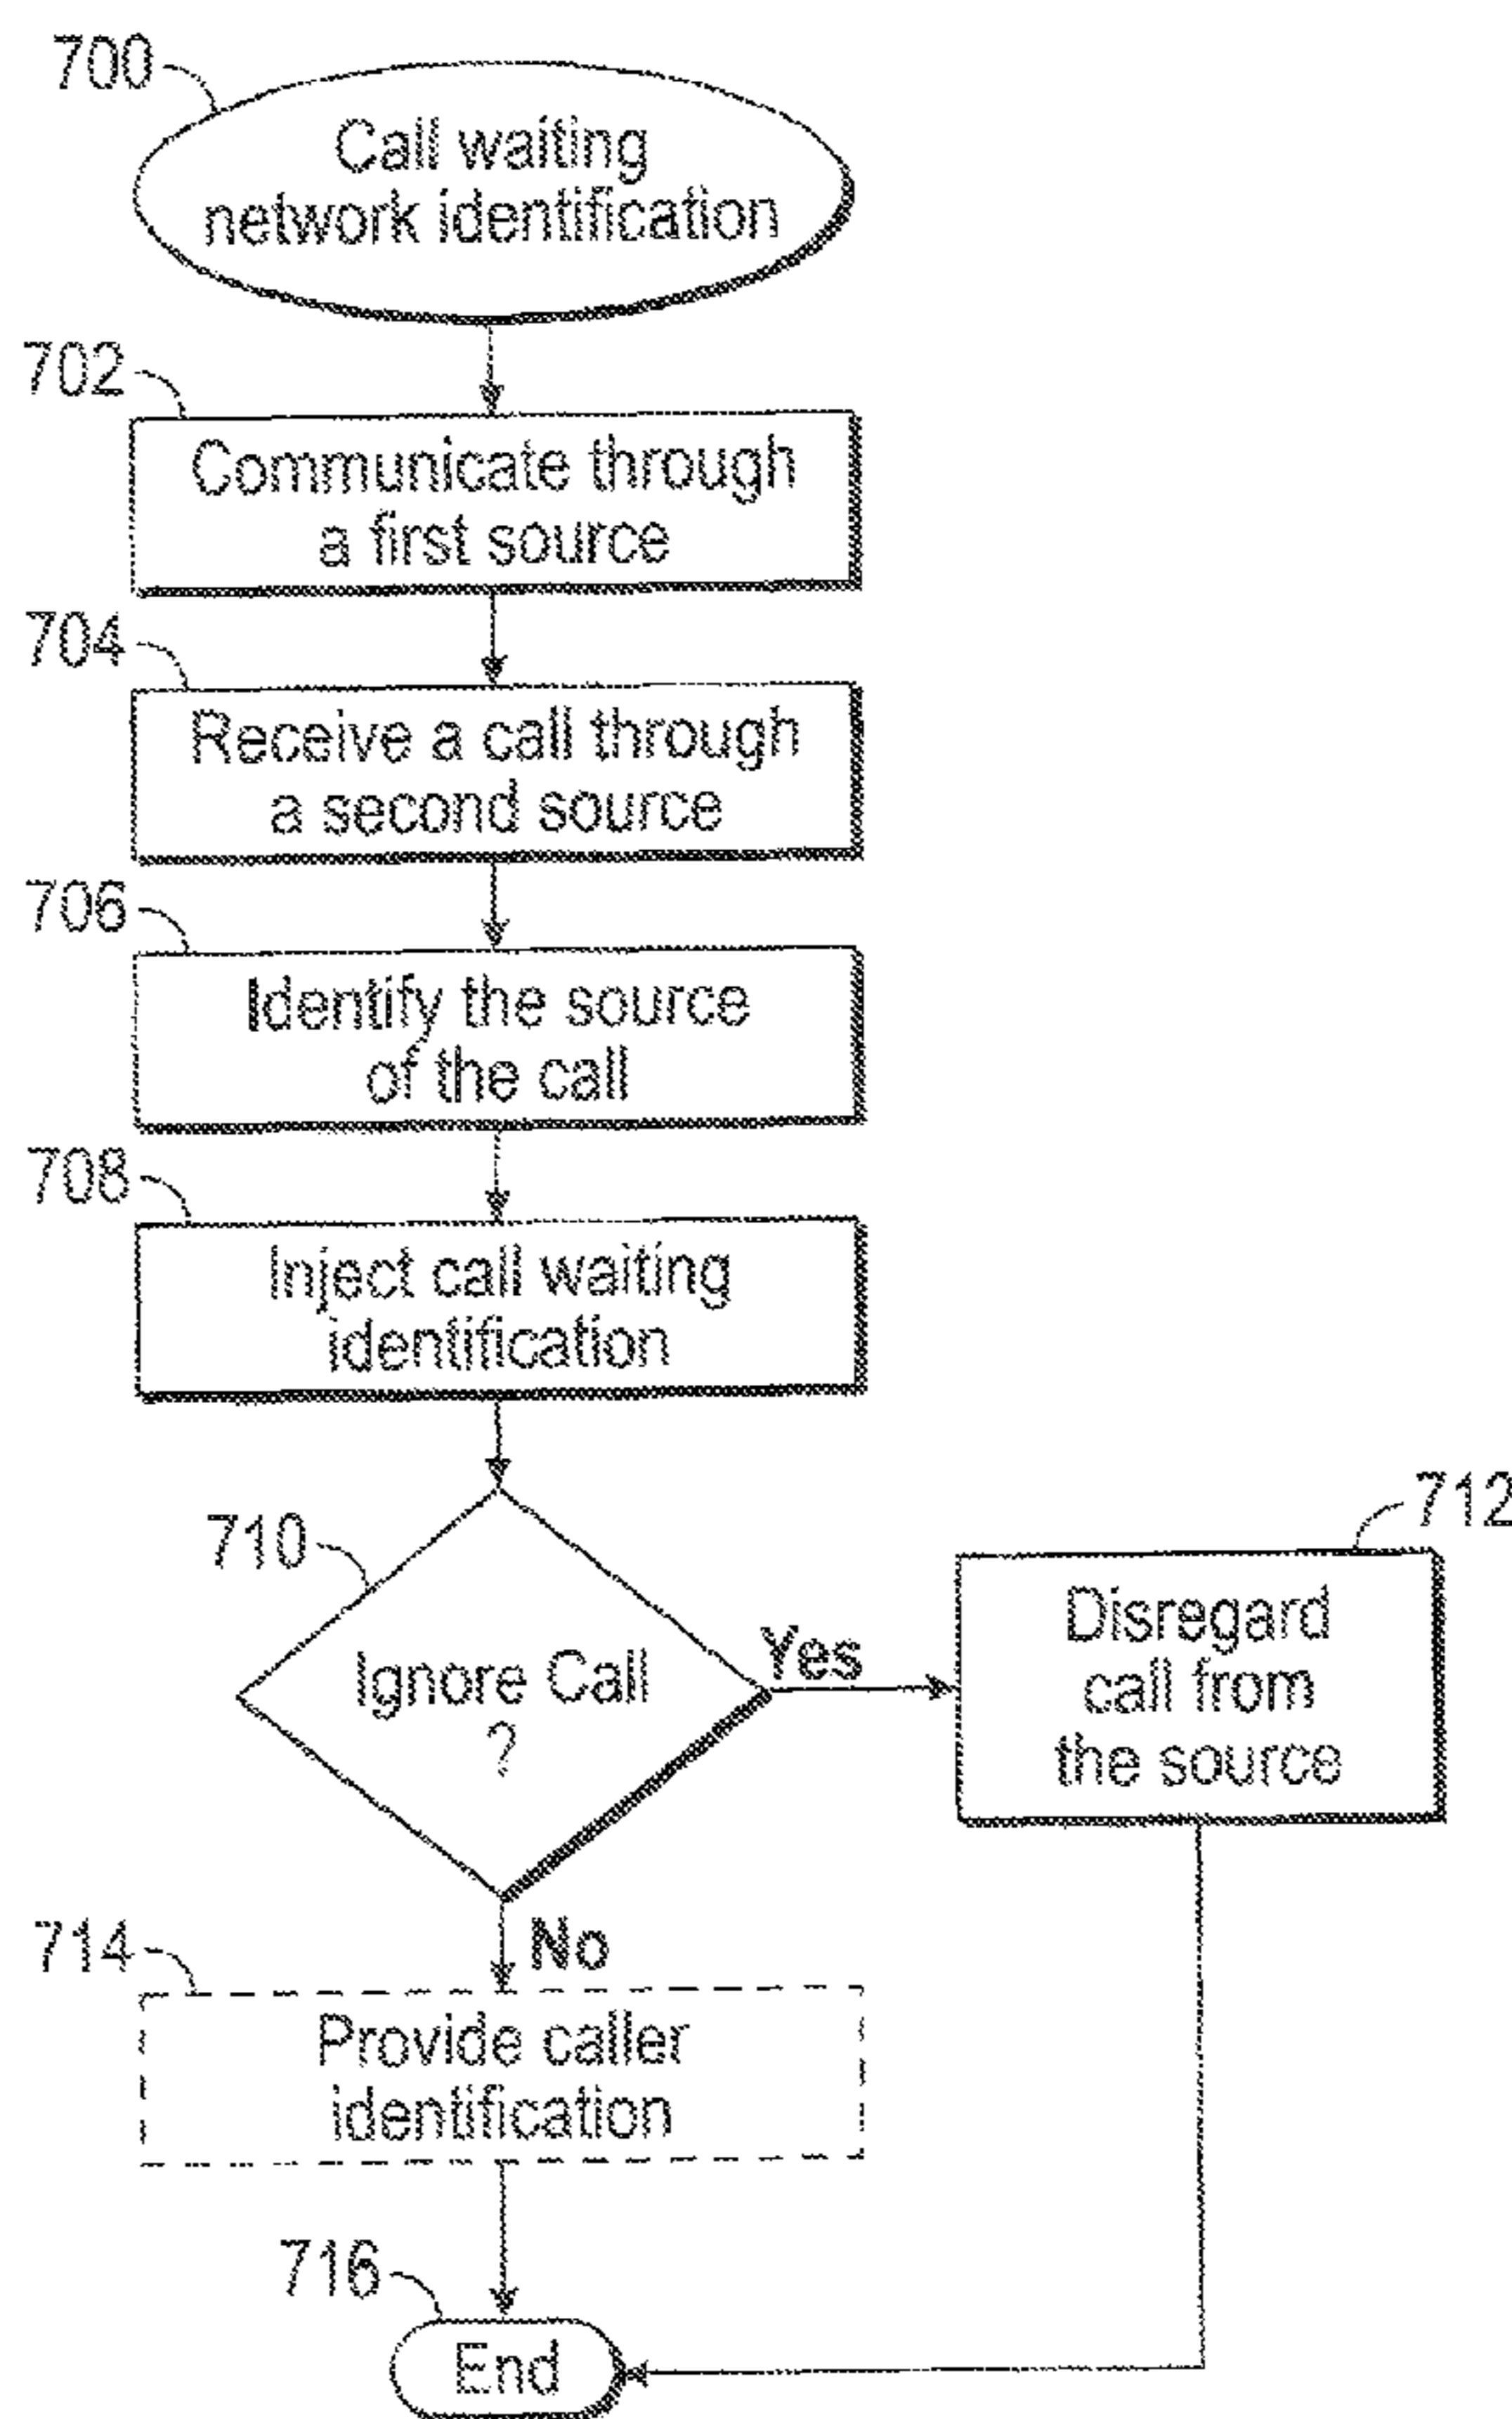 700
Call waiting
network identification
702
Communicate through
a first source
704
Receive a call through
a second source
706
Identify the source
of the call
708
Inject call waiting
identification
710
Ignore Call
?
Yes
712
Disregard
call from
the source
No
714
Provide caller
identification
716
End